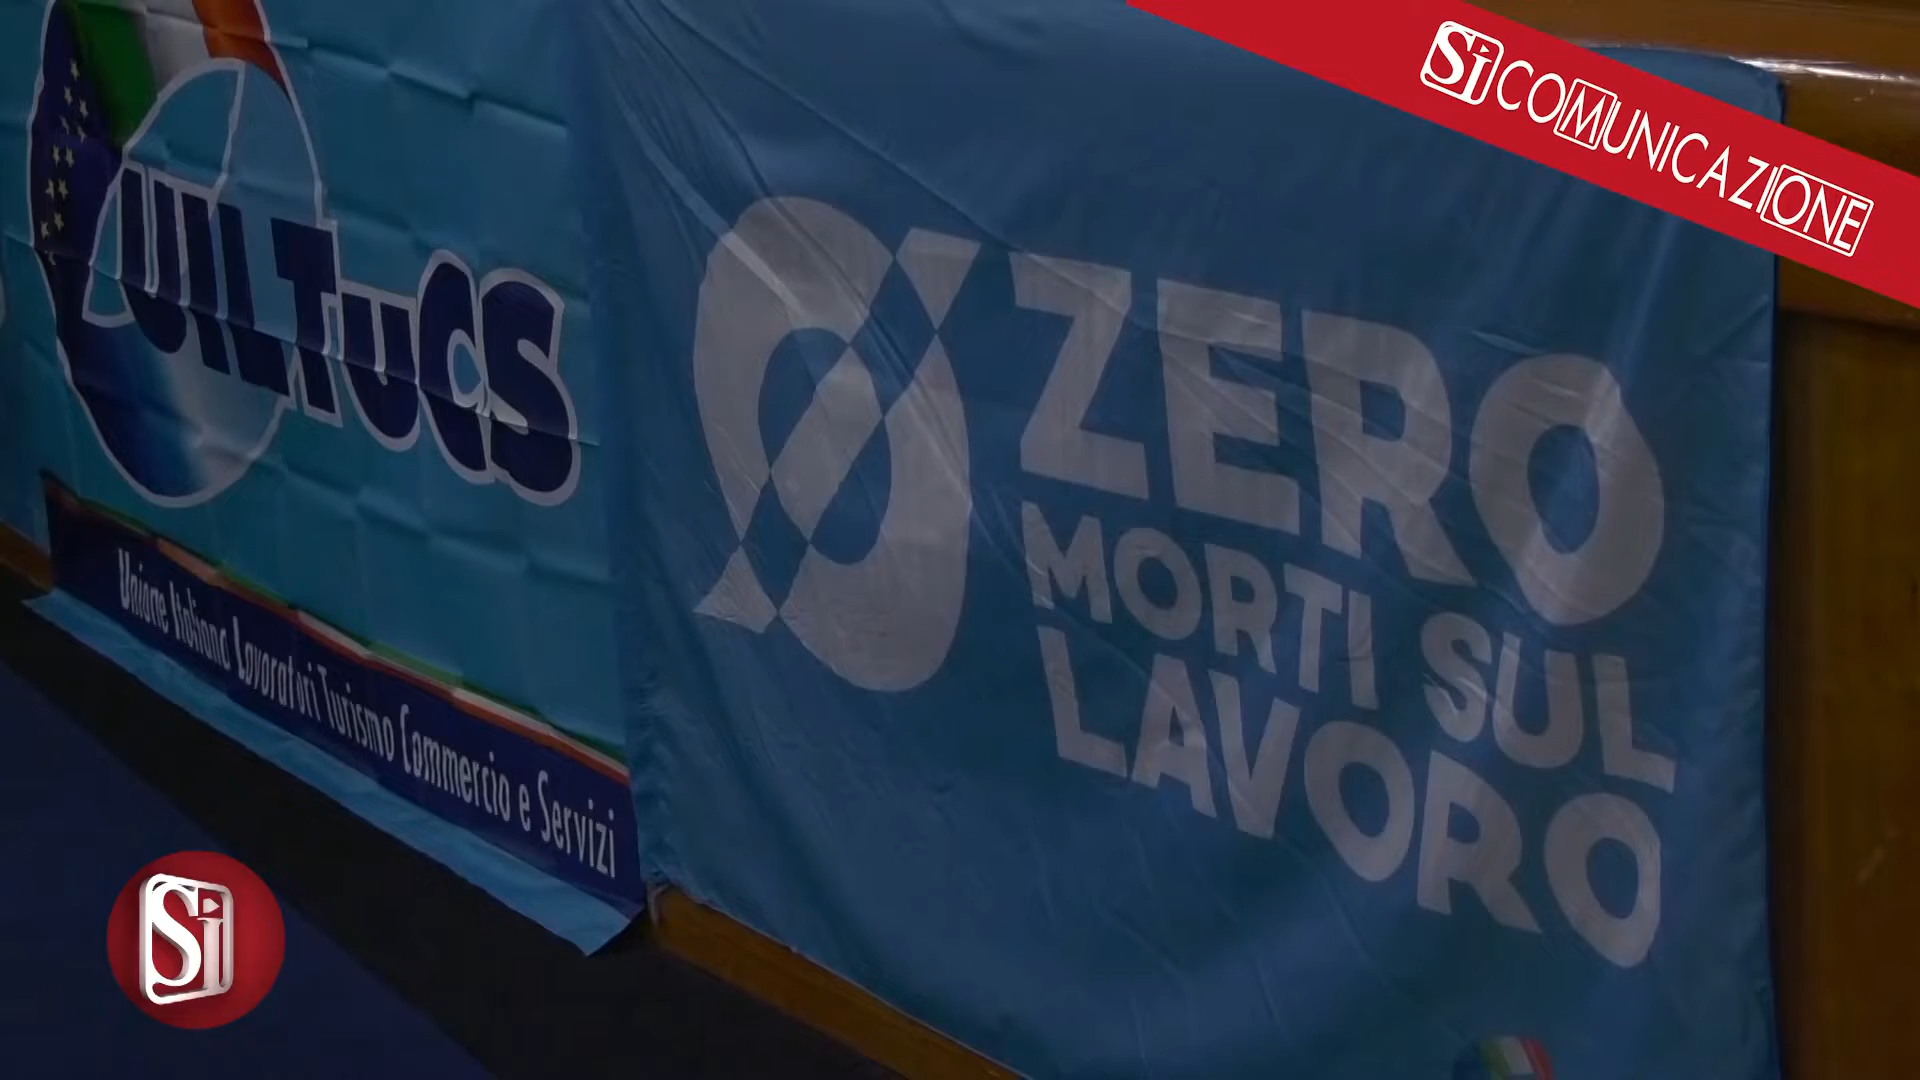 Si COMUNICAZIONE
UILTuCS
Unione Italiana Lavoratori Turismo Commercio e Servizi
ZERO
MORTI SUL
LAVORO
Si